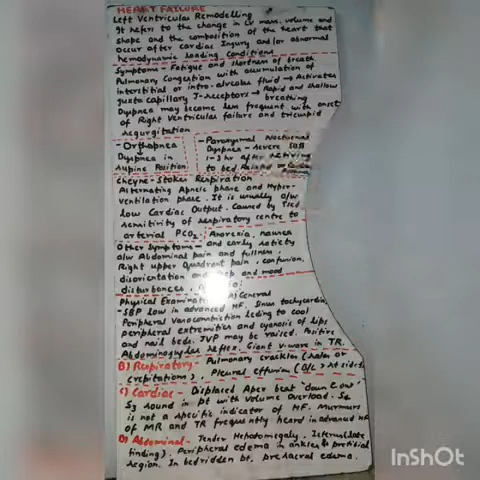 HEART FAILURE
Left Ventricular Remodelling
It refers to the change in LV mass, volume and
shape and the composition of the heart that
occur after cardiac Injury and/or abnormal
hemodynamic loading conditions
Symptoms - Fatigue and shortness of breath
Pulmonary Congestion with accumulation of
interstitial or intra-alveolar fluid → Activates
Juxta capillary J-receptors → Rapid and shallow
breathing
Dyspnea may become less frequent with onset
of Right Ventricular failure and tricuspid
regurgitation
Orthopnea
Dyspnea in
supine Position
- Paroxysmal Nocturnal
Dyspnea - severe SOB
1-3 hr after retiring
to bed
Cheyne-Stokes Respiration
Alternating Apneic phase and Hyper-
ventilation phase. It is usually a/w
low Cardiac Output. Caused by ↑sed
sensitivity of respiratory centre to
arterial PCO2.
Other Symptoms - Anorexia, nausea
and early satiety
a/w Abdominal pain and fullness.
Right upper Quadrant pain, confusion,
disorientation and mood
disturbances
Physical Examination General
- SBP low in advanced HF. Sinus tachycardia
Peripheral vasoconstriction leding to cool
peripheral extremities and cyanosis of lips
and nail beds. JVP may be raised. Positive
Abdominojugular Reflex. Giant v-wave in TR.
B) Respiratory - Pulmonary crackles (rales or
crepitations). Pleural effusion (B/L > Rt sided)
C) Cardiac - Displaced Apex beat "down & out"
S3 sound in pt with volume overload. S4
is not a specific indicator of HF. Murmurs
of MR and TR frequently heard in advanced HF
D) Abdominal - Tender Hepatomegaly, Icterus (late
finding). Peripheral edema in ankles & pretibial
region. In bedridden pt. presacral edema.
InShOt